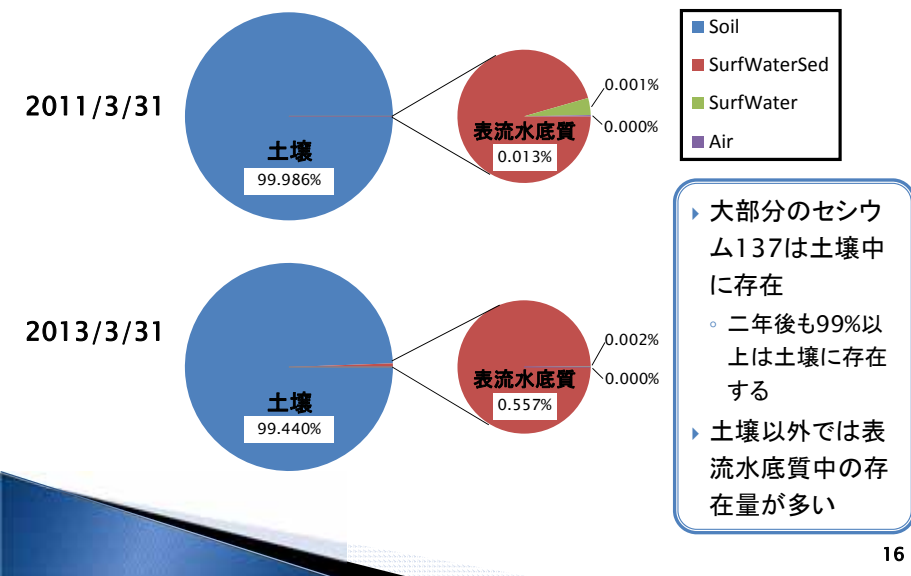 2011/3/31
土壌
99.986%
表流水底質
0.013%
0.001%
0.000%
Soil
SurfWaterSed
SurfWater
Air
2013/3/31
土壌
99.440%
表流水底質
0.557%
0.002%
0.000%
大部分のセシウ
ム137は土壌中
に存在
二年後も99%以
上は土壌に存在
する
土壌以外では表
流水底質中の存
在量が多い
16